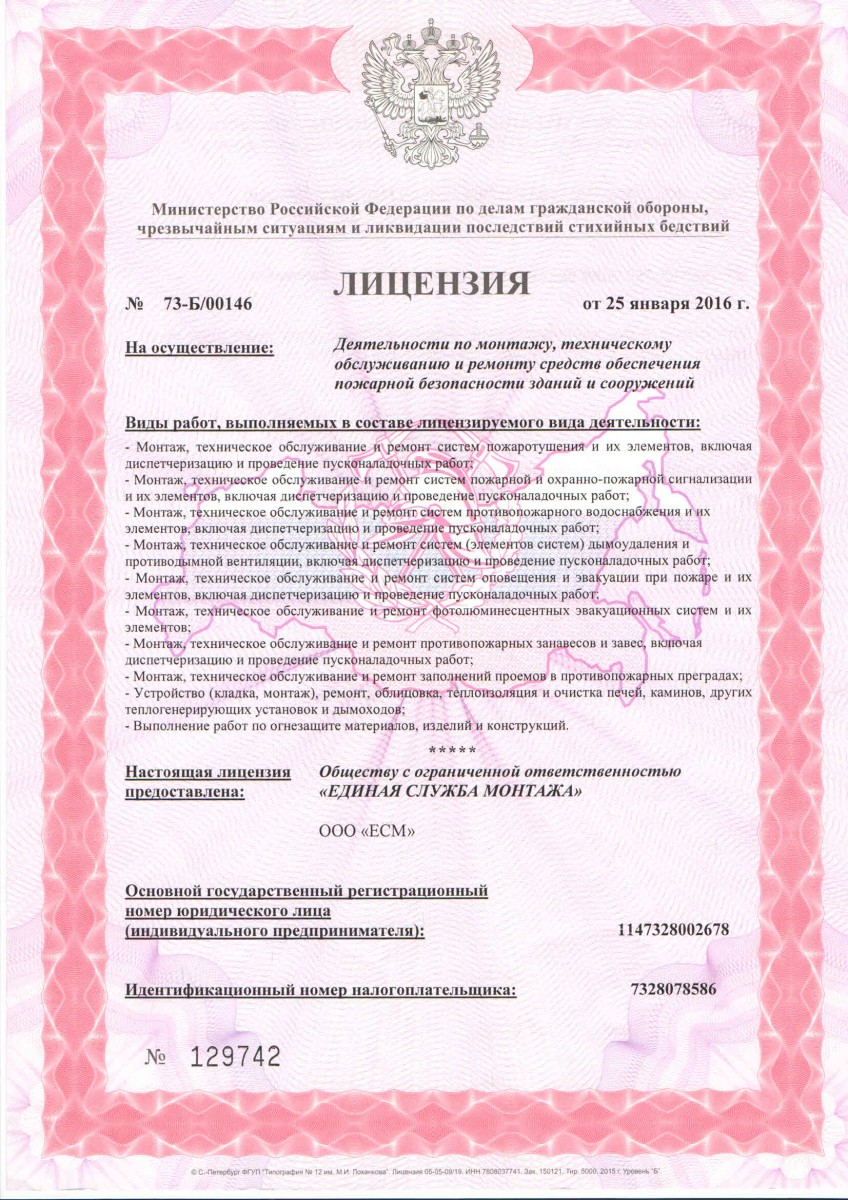 Министерство Российской Федерации по делам гражданской обороны,
чрезвычайным ситуациям и ликвидации последствий стихийных бедствий
ЛИЦЕНЗИЯ
№ 73-Б/00146
от 25 января 2016 г.
На осуществление:
Деятельности по монтажу, техническому
обслуживанию и ремонту средств обеспечения
пожарной безопасности зданий и сооружений
Виды работ, выполняемых в составе лицензируемого вида деятельности:
- Монтаж, техническое обслуживание и ремонт систем пожаротушения и их элементов, включая
диспетчеризацию и проведение пусконаладочных работ;
- Монтаж, техническое обслуживание и ремонт систем пожарной и охранно-пожарной сигнализации
и их элементов, включая диспетчеризацию и проведение пусконаладочных работ;
- Монтаж, техническое обслуживание и ремонт систем противопожарного водоснабжения и их
элементов, включая диспетчеризацию и проведение пусконаладочных работ;
- Монтаж, техническое обслуживание и ремонт систем (элементов систем) дымоудаления и
противодымной вентиляции, включая диспетчеризацию и проведение пусконаладочных работ;
- Монтаж, техническое обслуживание и ремонт систем оповещения и эвакуации при пожаре и их
элементов, включая диспетчеризацию и проведение пусконаладочных работ;
- Монтаж, техническое обслуживание и ремонт фотолюминесцентных эвакуационных систем и их
элементов;
- Монтаж, техническое обслуживание и ремонт противопожарных занавесов и завес, включая
диспетчеризацию и проведение пусконаладочных работ;
- Монтаж, техническое обслуживание и ремонт заполнений проемов в противопожарных преградах;
- Устройство (кладка, монтаж), ремонт, облицовка, теплоизоляция и очистка печей, каминов, других
теплогенерирующих установок и дымоходов;
- Выполнение работ по огнезащите материалов, изделий и конструкций.
*****
Настоящая лицензия
предоставлена:
Обществу с ограниченной ответственностью
«ЕДИНАЯ СЛУЖБА МОНТАЖА»
ООО «ЕСМ»
Основной государственный регистрационный
номер юридического лица
(индивидуального предпринимателя):
1147328002678
Идентификационный номер налогоплательщика:
7328078586
№ 129742
© С.-Петербург ФГУП "Типография № 12 им. М.И. Лоханкова". Лицензия 05-05-09/19. ИНН 7808037741. Зак. 150121. Тир. 5000. 2015 г. Уровень "Б".